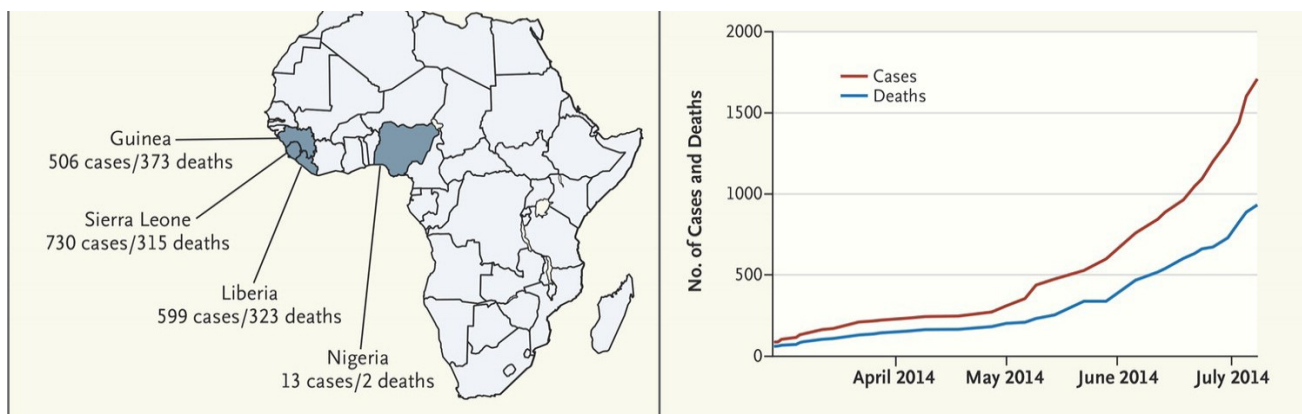 Guinea
506 cases/373 deaths
Sierra Leone
730 cases/315 deaths
Liberia
599 cases/323 deaths
Nigeria
13 cases/2 deaths
No. of Cases and Deaths
2000
1500
1000
500
0
Cases
Deaths
April 2014
May 2014
June 2014
July 2014